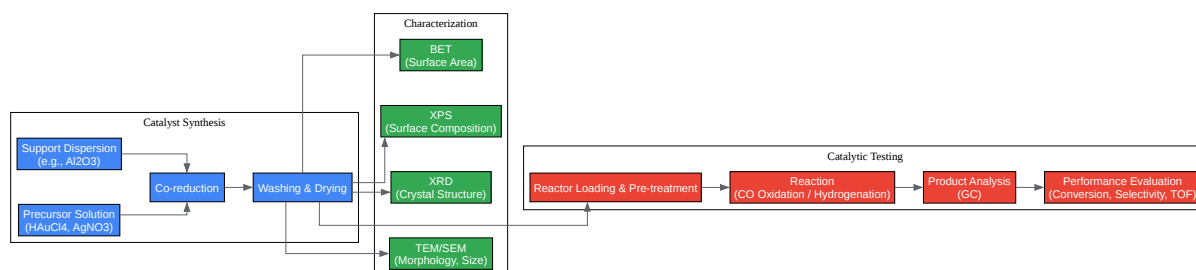 Catalyst Synthesis
Support Dispersion
(e.g., Al2O3)
Precursor Solution
(HAuCl4, AgNO3)
Co-reduction
Washing & Drying
Characterization
BET
(Surface Area)
XPS
(Surface Composition)
XRD
(Crystal Structure)
TEM/SEM
(Morphology, Size)
Catalytic Testing
Reactor Loading & Pre-treatment
Reaction
(CO Oxidation / Hydrogenation)
Product Analysis
(GC)
Performance Evaluation
(Conversion, Selectivity, TOF)